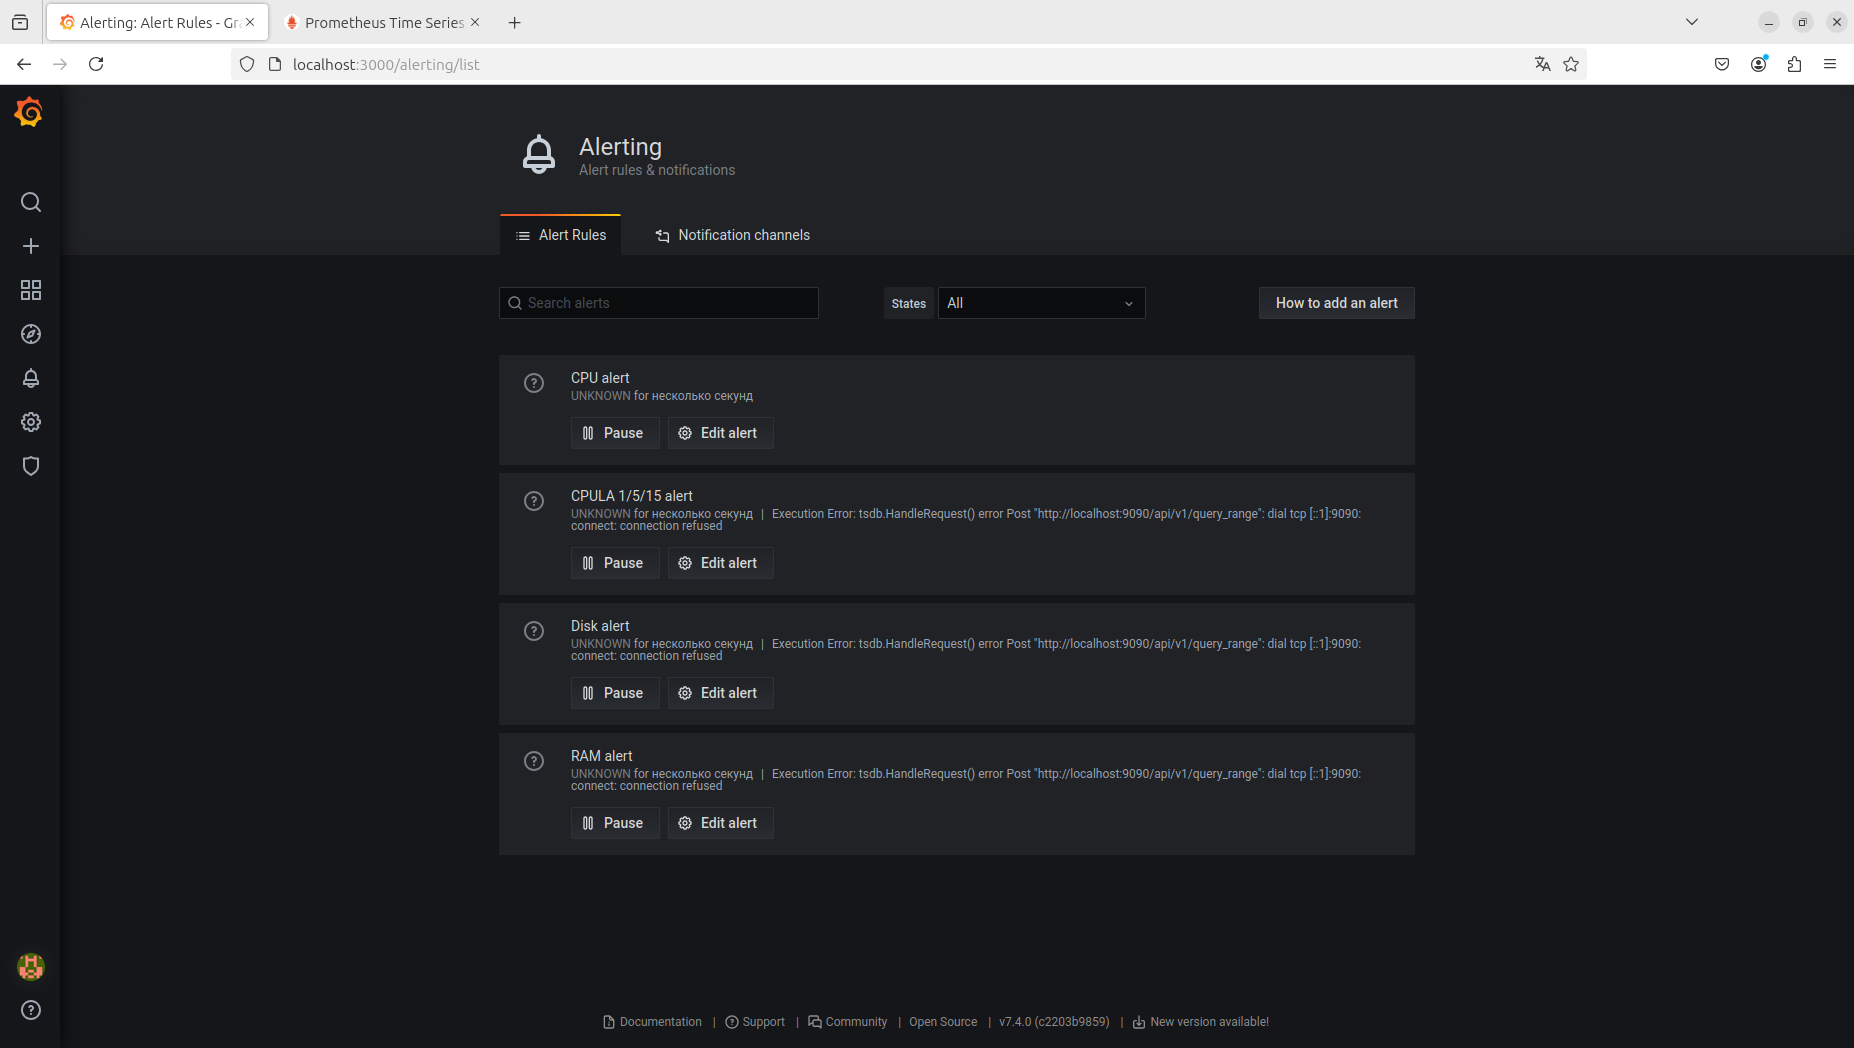 Alerting: Alert Rules - Gr
Prometheus Time Series
localhost:3000/alerting/list
Alerting
Alert rules & notifications
Alert Rules
Notification channels
Search alerts
States
All
How to add an alert
CPU alert
UNKNOWN for несколько секунд
Pause
Edit alert
CPULA 1/5/15 alert
UNKNOWN for несколько секунд | Execution Error: tsdb.HandleRequest() error Post "http://localhost:9090/api/v1/query_range": dial tcp [::1]:9090:
connect: connection refused
Pause
Edit alert
Disk alert
UNKNOWN for несколько секунд | Execution Error: tsdb.HandleRequest() error Post "http://localhost:9090/api/v1/query_range": dial tcp [::1]:9090:
connect: connection refused
Pause
Edit alert
RAM alert
UNKNOWN for несколько секунд | Execution Error: tsdb.HandleRequest() error Post "http://localhost:9090/api/v1/query_range": dial tcp [::1]:9090:
connect: connection refused
Pause
Edit alert
Documentation | Support | Community | Open Source | v7.4.0 (c2203b9859) | New version available!